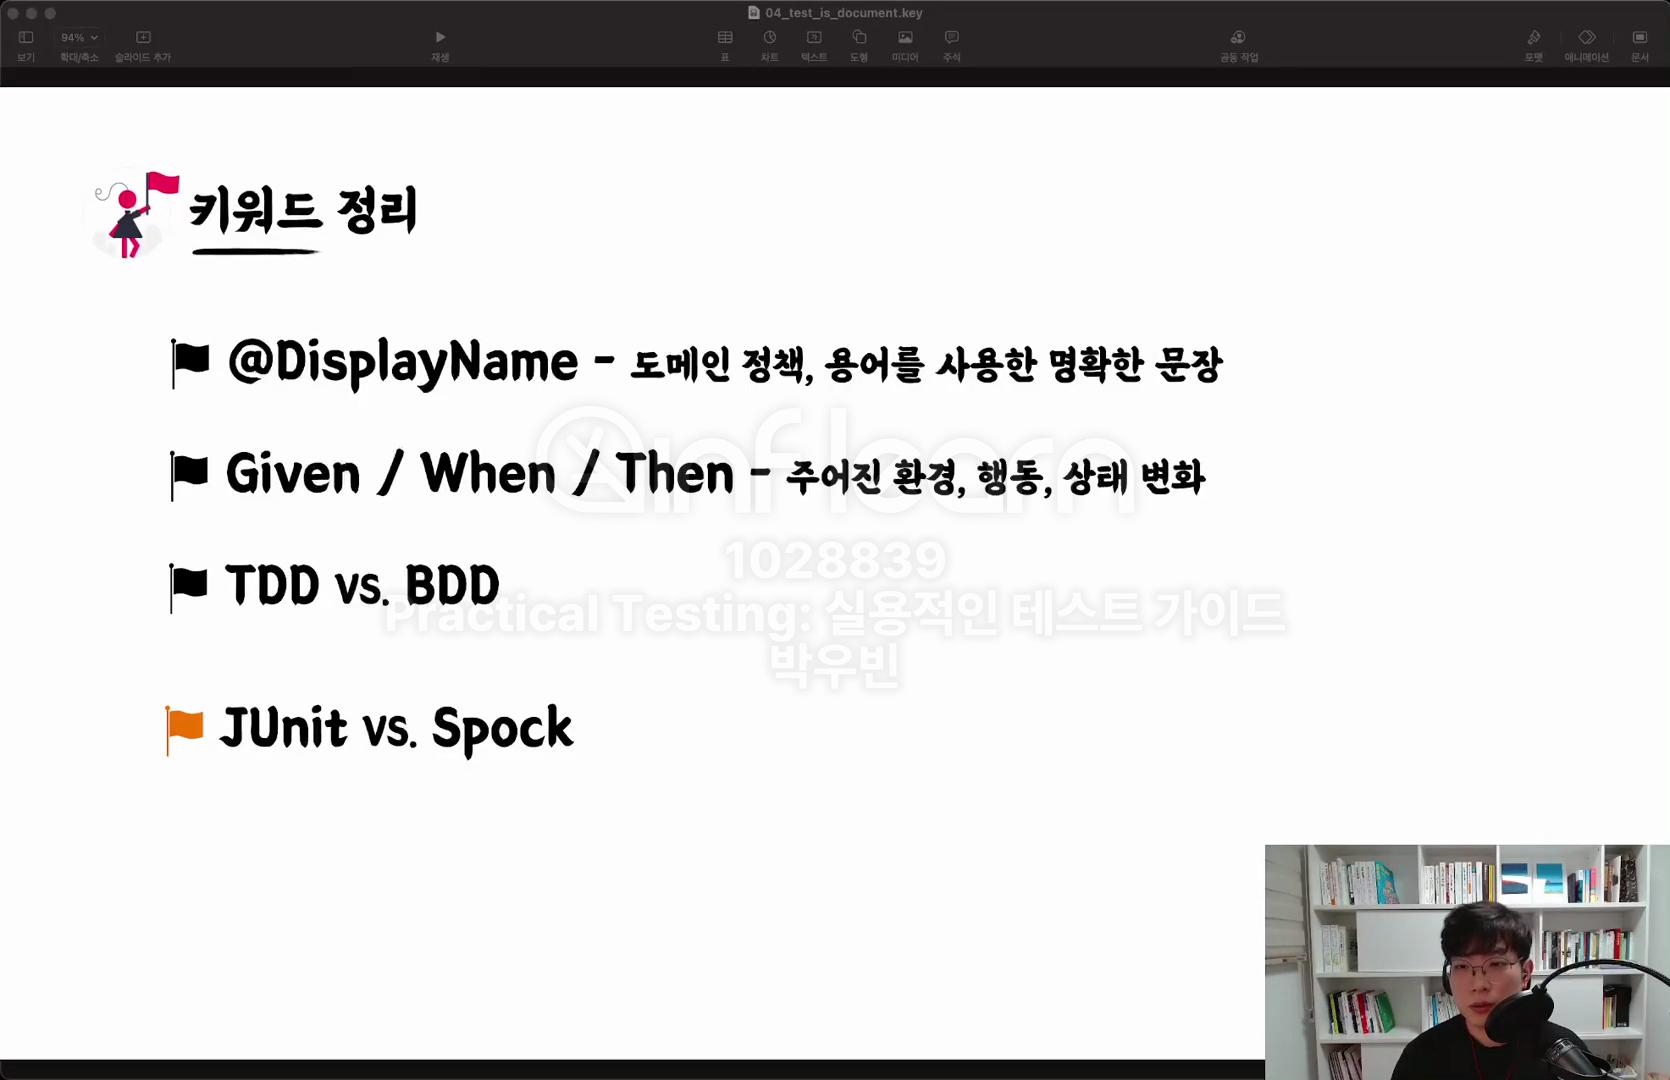 04_test_is_document.key
94%
보기
확대/축소
슬라이드 추가
재생
표
차트
텍스트
도형
미디어
주석
공동 작업
포맷
애니메이션
문서
키워드 정리
@DisplayName - 도메인 정책, 용어를 사용한 명확한 문장
Given / When / Then - 주어진 환경, 행동, 상태 변화
inflearn
1028839
TDD vs. BDD
Practical Testing: 실용적인 테스트 가이드
박우빈
JUnit vs. Spock